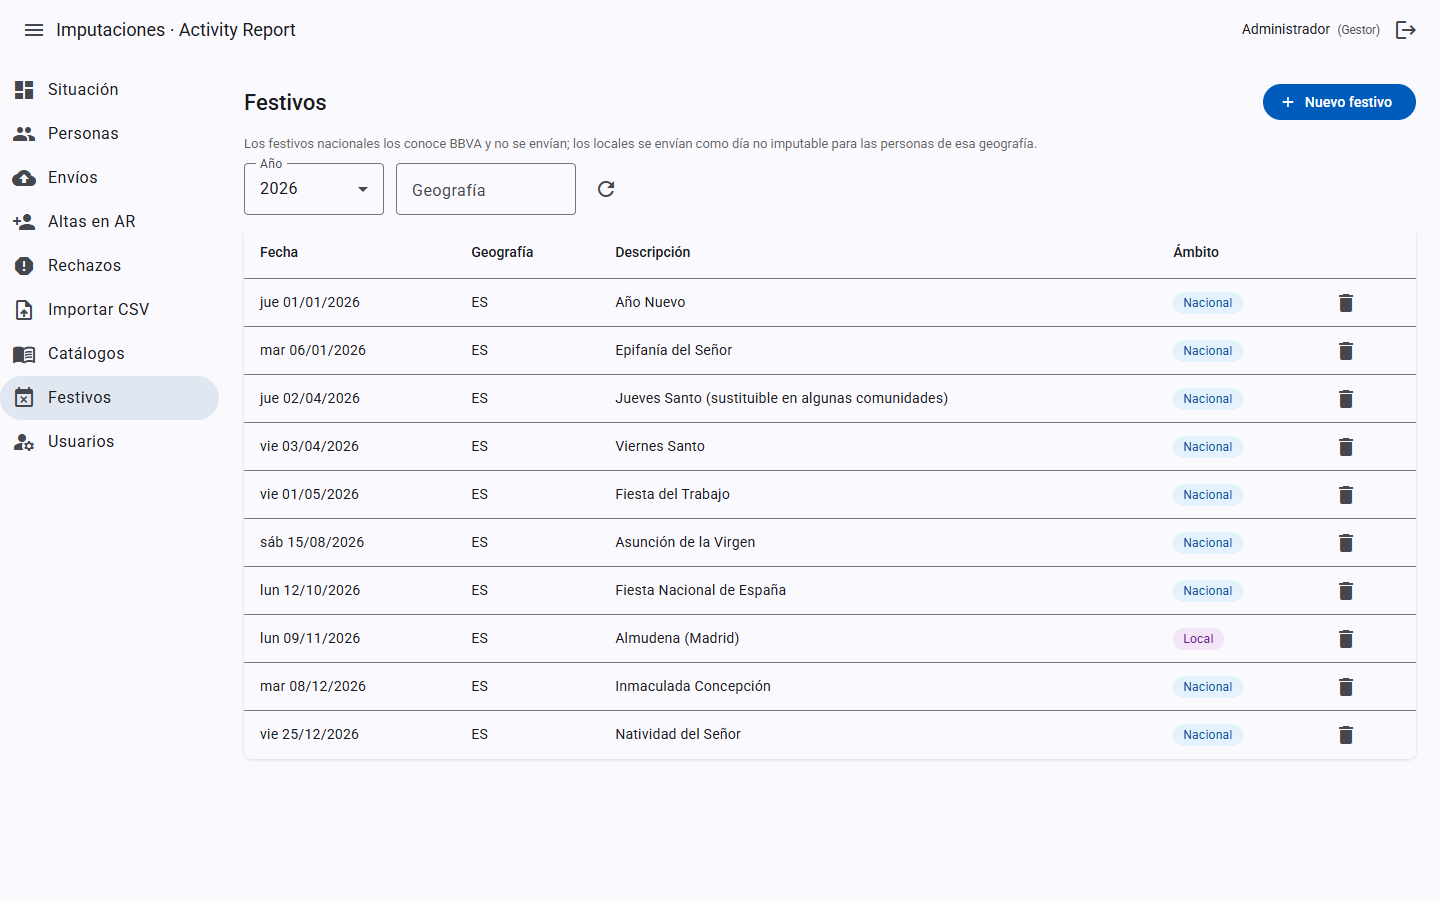 Imputaciones · Activity Report
Administrador (Gestor)
Situación
Personas
Envíos
Altas en AR
Rechazos
Importar CSV
Catálogos
Festivos
Usuarios
Festivos
+ Nuevo festivo
Los festivos nacionales los conoce BBVA y no se envían; los locales se envían como día no imputable para las personas de esa geografía.
Año
2026
Geografía
Fecha Geografía Descripción Ámbito
jue 01/01/2026 ES Año Nuevo Nacional
mar 06/01/2026 ES Epifanía del Señor Nacional
jue 02/04/2026 ES Jueves Santo (sustituible en algunas comunidades) Nacional
vie 03/04/2026 ES Viernes Santo Nacional
vie 01/05/2026 ES Fiesta del Trabajo Nacional
sáb 15/08/2026 ES Asunción de la Virgen Nacional
lun 12/10/2026 ES Fiesta Nacional de España Nacional
lun 09/11/2026 ES Almudena (Madrid) Local
mar 08/12/2026 ES Inmaculada Concepción Nacional
vie 25/12/2026 ES Natividad del Señor Nacional